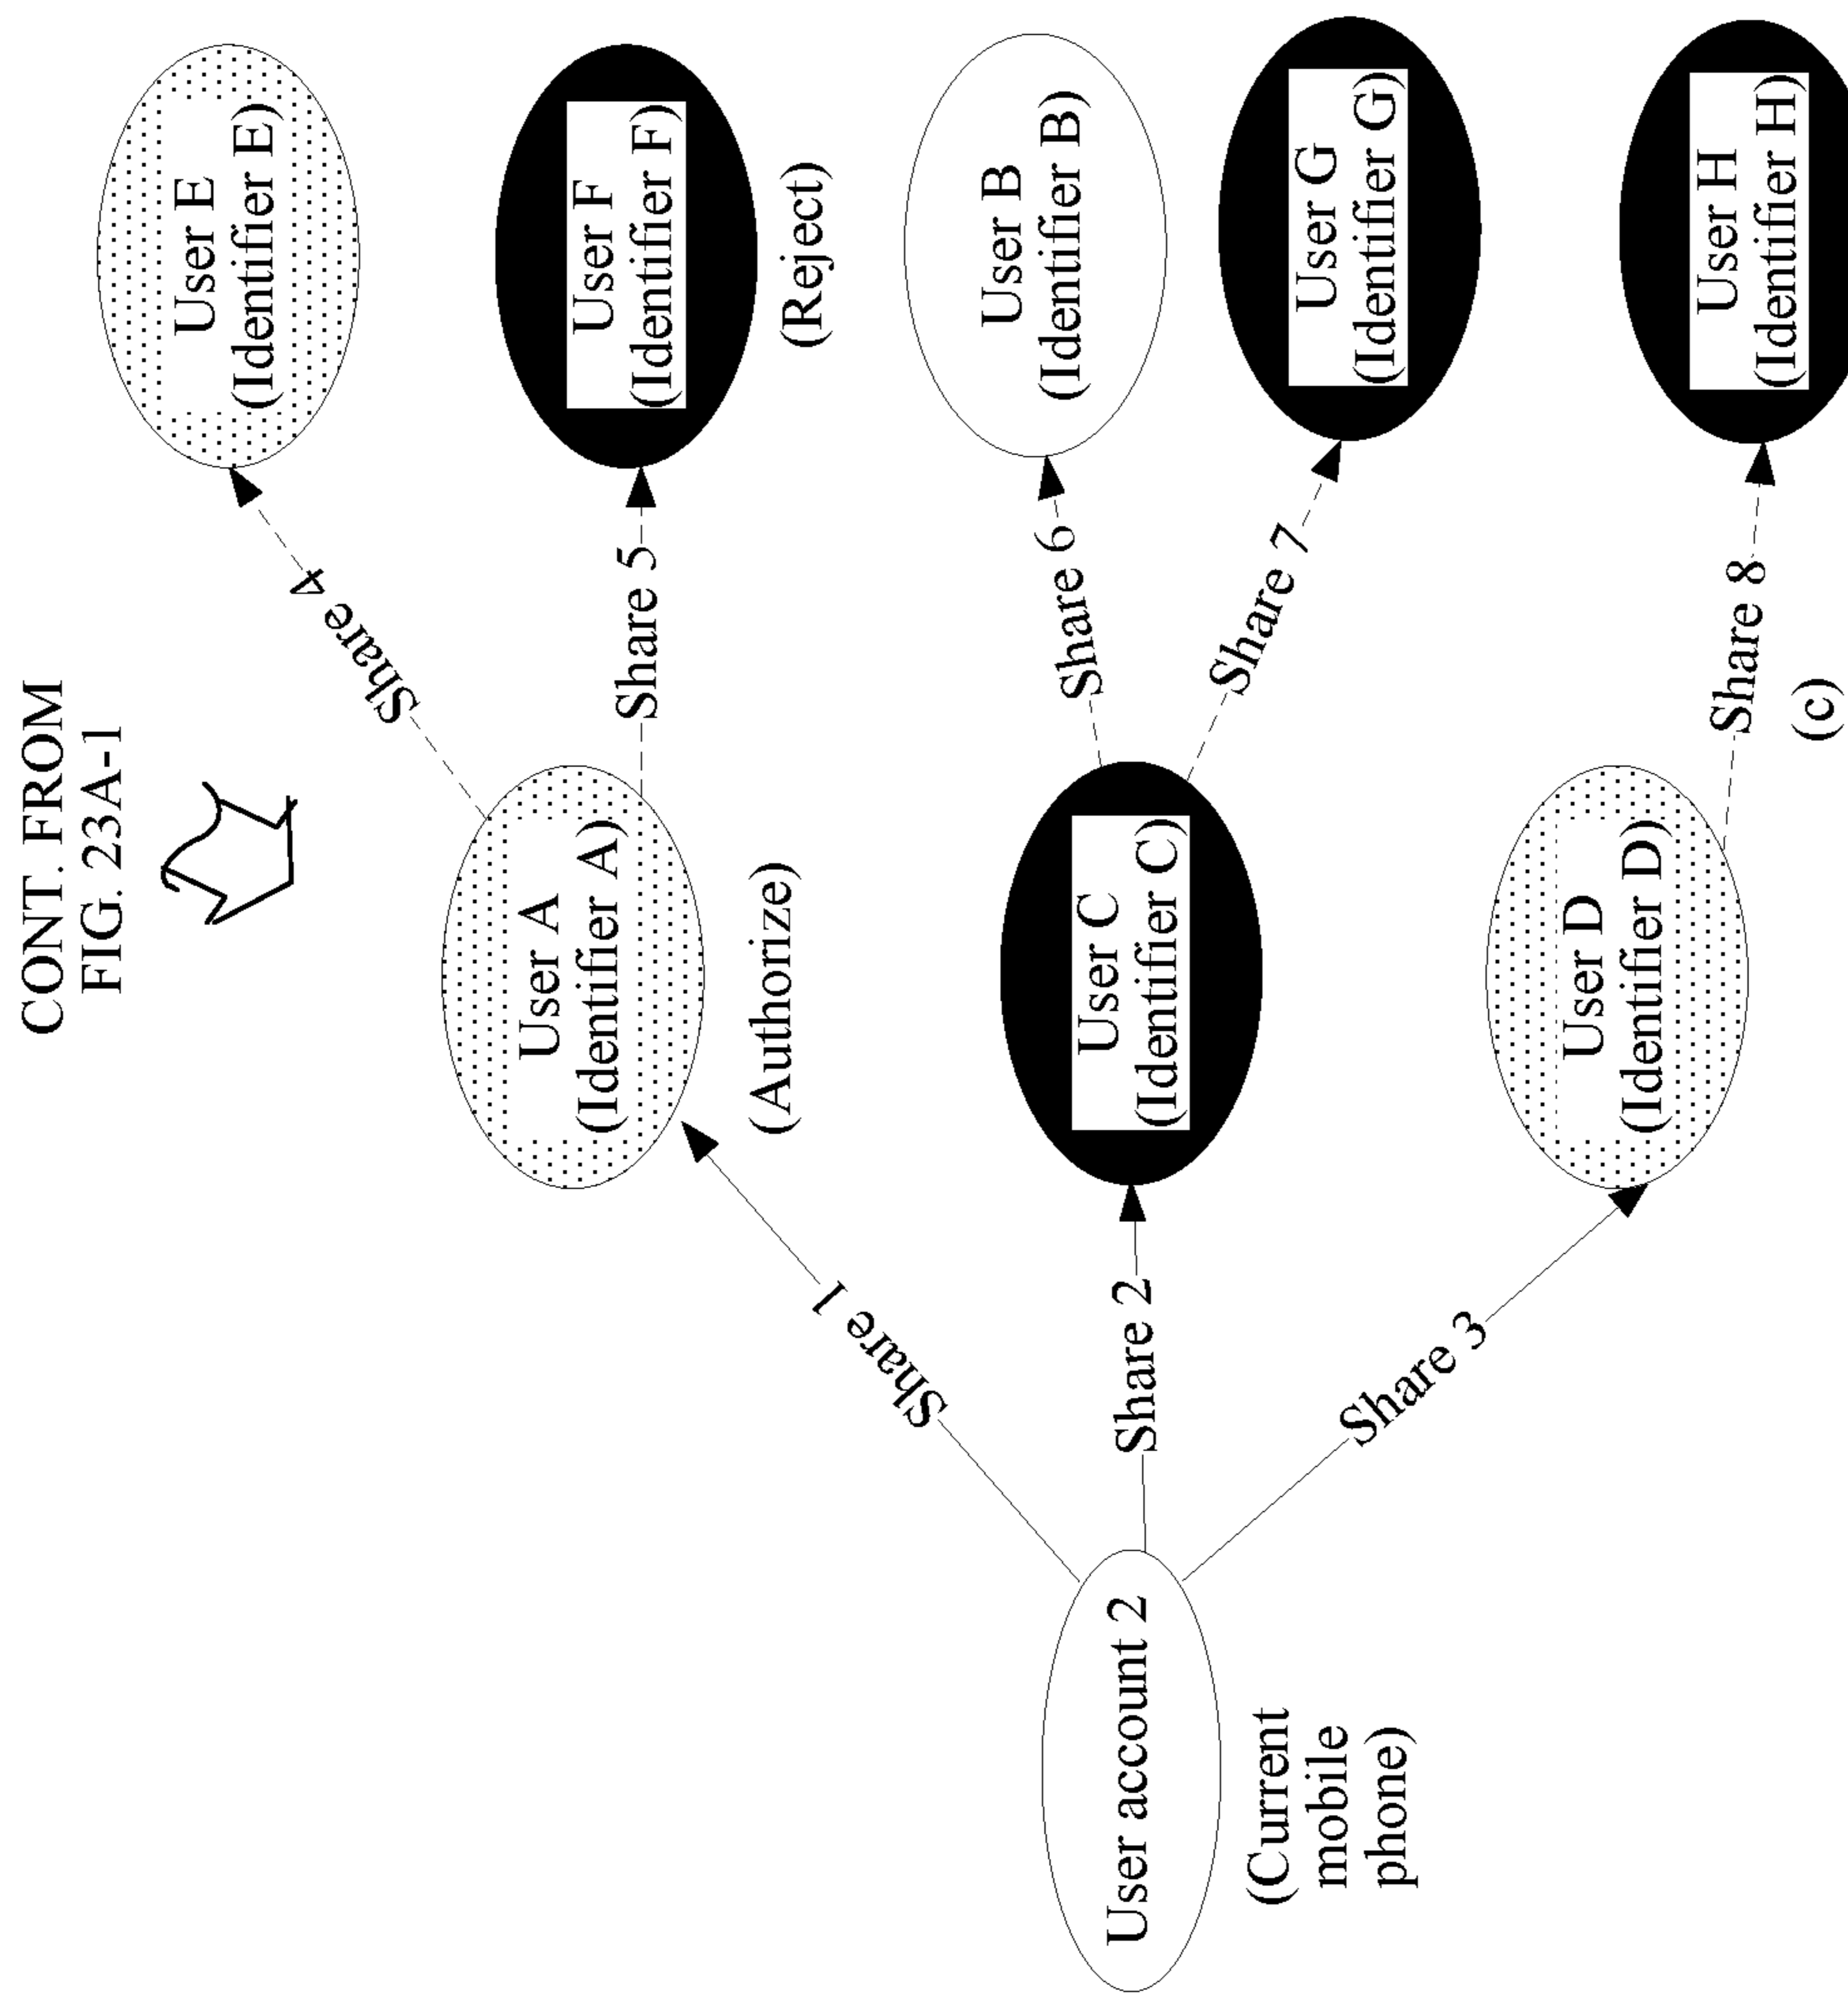 CONT. FROM
FIG. 23A-1
User account 2
(Current
mobile
phone)
Share 1
Share 2
Share 3
User A
(Identifier A)
(Authorize)
User C
(Identifier C)
User D
(Identifier D)
Share 4
Share 5
Share 6
Share 7
Share 8
User E
(Identifier E)
User F
(Identifier F)
(Reject)
User B
(Identifier B)
User G
(Identifier G)
User H
(Identifier H)
(c)